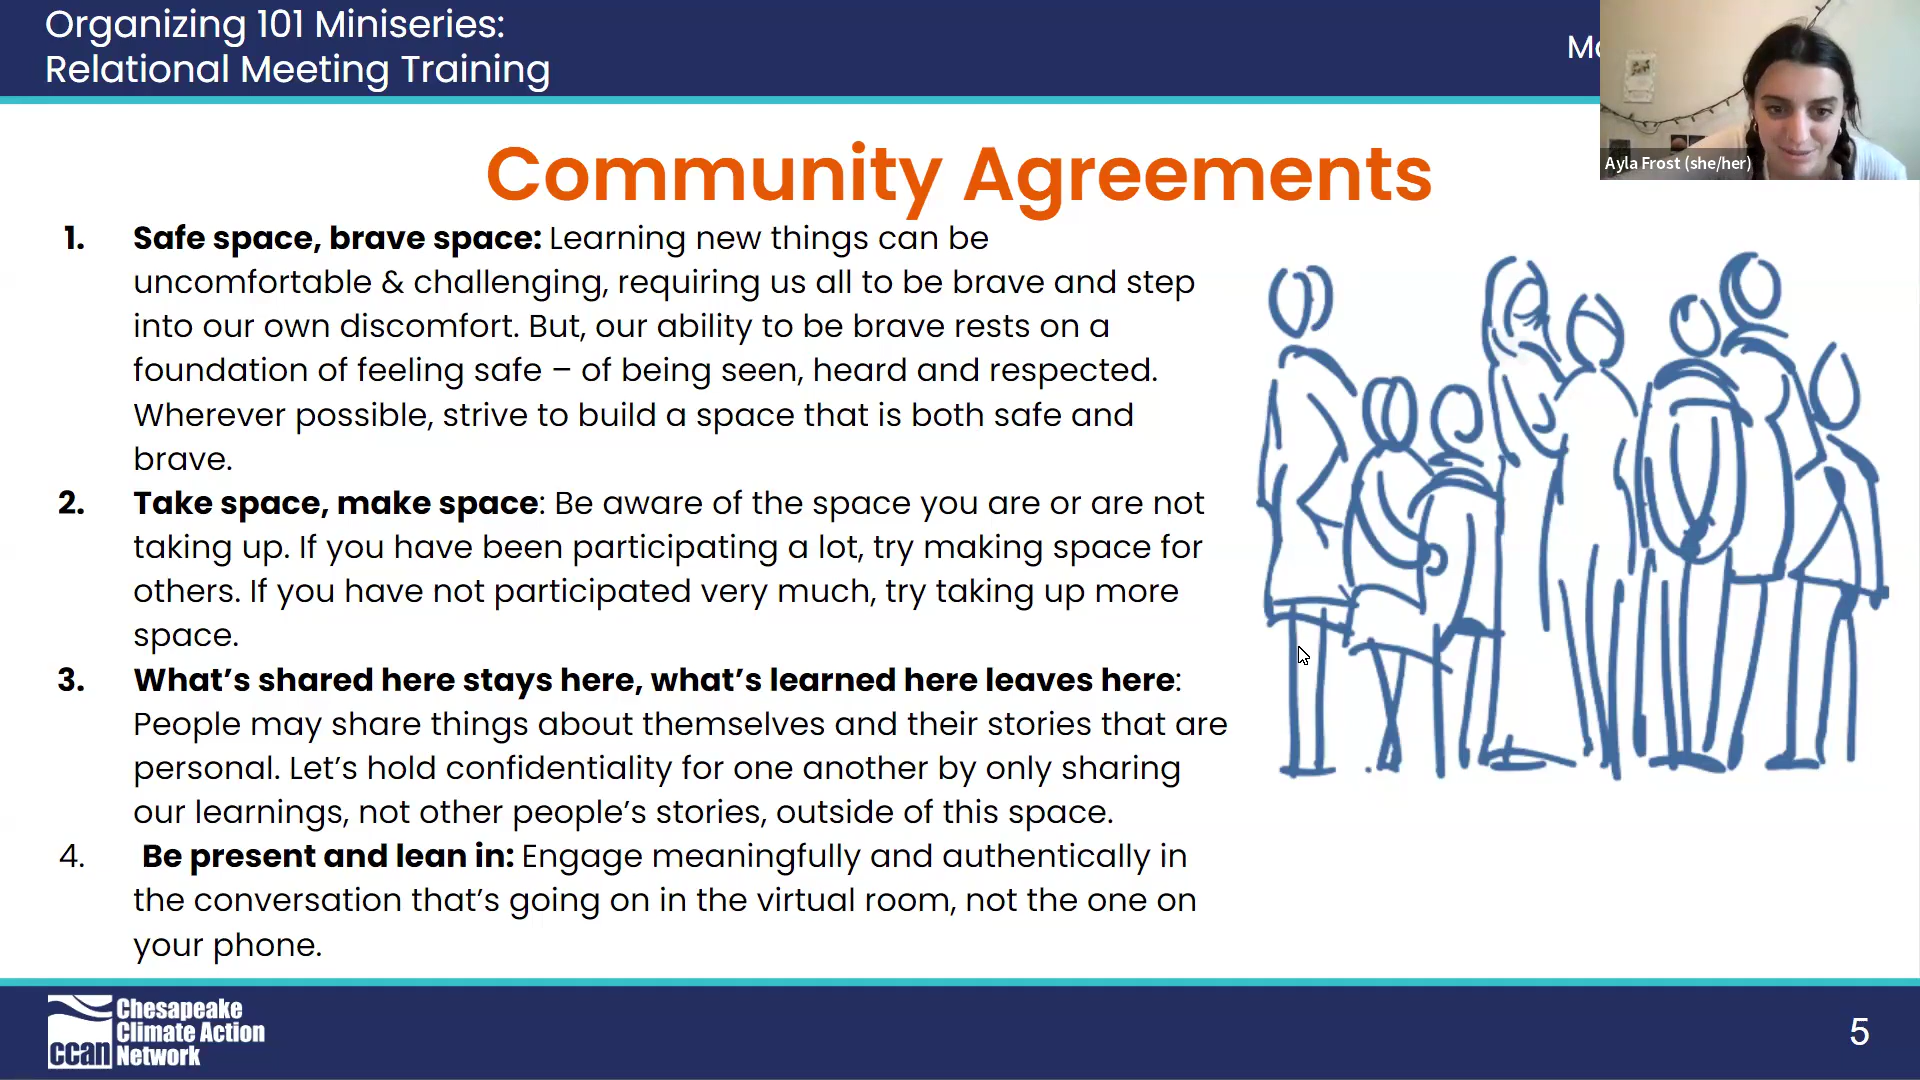 Organizing 101 Miniseries:
Relational Meeting Training
Ayla Frost (she/her)
Community Agreements
1. Safe space, brave space: Learning new things can be
uncomfortable & challenging, requiring us all to be brave and step
into our own discomfort. But, our ability to be brave rests on a
foundation of feeling safe – of being seen, heard and respected.
Wherever possible, strive to build a space that is both safe and
brave.
2. Take space, make space: Be aware of the space you are or are not
taking up. If you have been participating a lot, try making space for
others. If you have not participated very much, try taking up more
space.
3. What’s shared here stays here, what’s learned here leaves here:
People may share things about themselves and their stories that are
personal. Let’s hold confidentiality for one another by only sharing
our learnings, not other people’s stories, outside of this space.
4. Be present and lean in: Engage meaningfully and authentically in
the conversation that’s going on in the virtual room, not the one on
your phone.
ccan
Chesapeake
Climate Action
Network
5